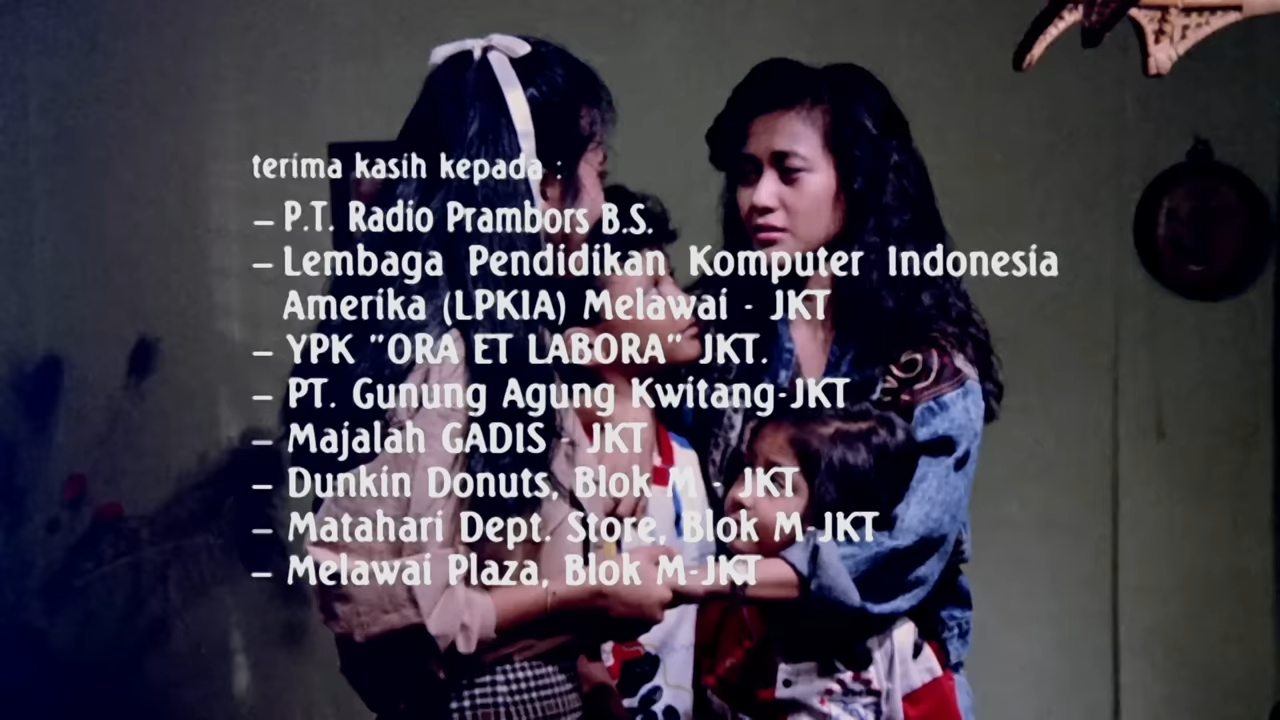 terima kasih kepada :
– P.T. Radio Prambors B.S.
– Lembaga Pendidikan Komputer Indonesia
Amerika (LPKIA) Melawai - JKT
– YPK "ORA ET LABORA" JKT.
– PT. Gunung Agung Kwitang-JKT
– Majalah GADIS - JKT
– Dunkin Donuts, Blok M - JKT
– Matahari Dept. Store, Blok M-JKT
– Melawai Plaza, Blok M-JKT